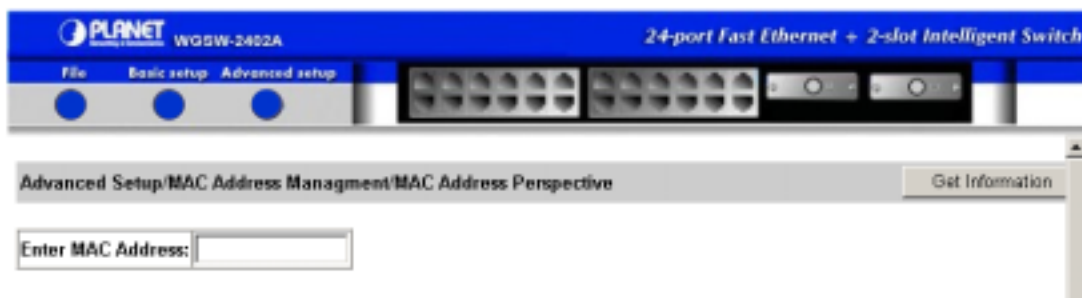 PLANET WGSW-2402A
24-port Fast Ethernet + 2-slot Intelligent Switch
File Basic setup Advanced setup
Advanced Setup/MAC Address Managment/MAC Address Perspective
Get Information
Enter MAC Address: